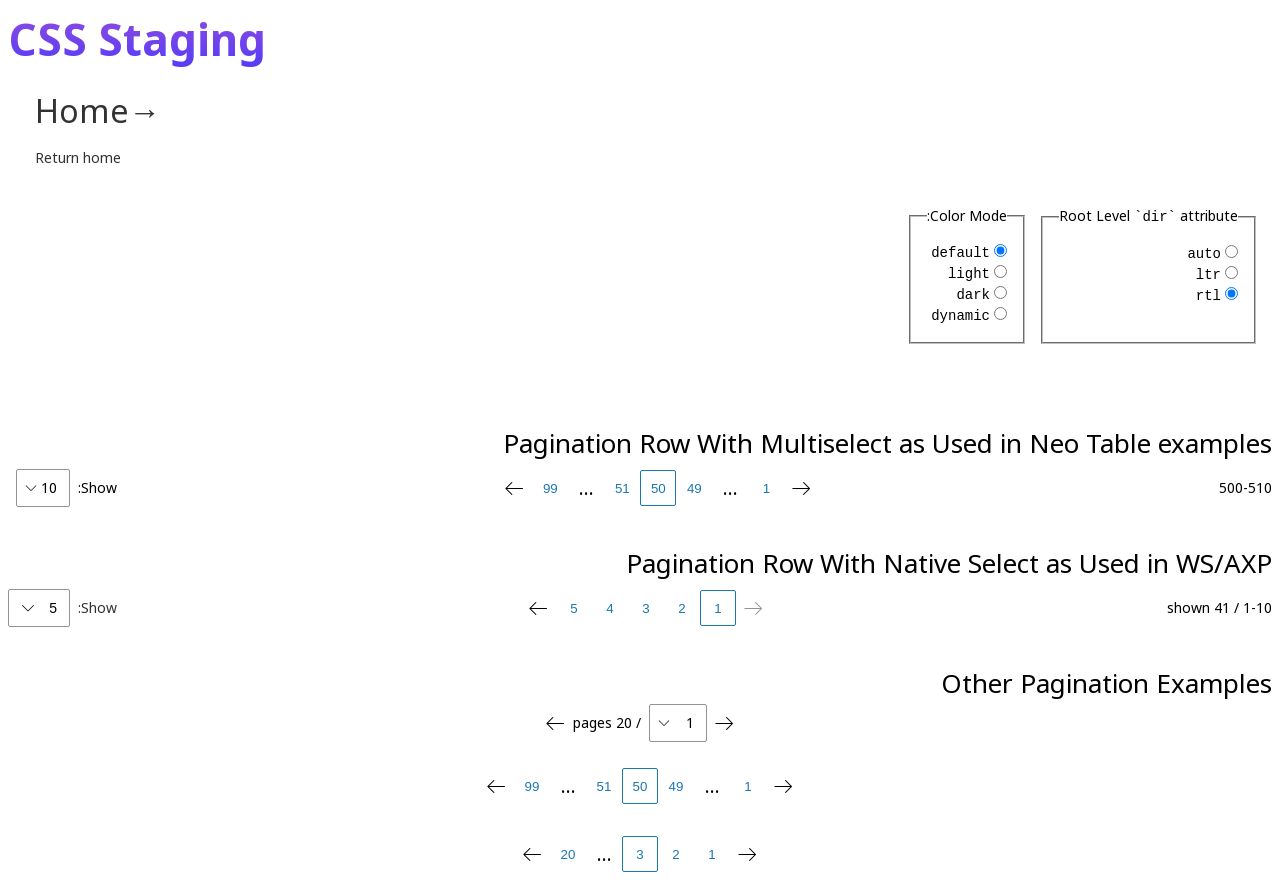 CSS Staging
Home→
Return home
:Color Mode
default
light
dark
dynamic
Root Level `dir` attribute
auto
ltr
rtl
Pagination Row With Multiselect as Used in Neo Table examples
10 :Show ← 99 ... 51 50 49 ... 1 → 500-510
Pagination Row With Native Select as Used in WS/AXP
5 :Show ← 5 4 3 2 1 → shown 41 / 1-10
Other Pagination Examples
← pages 20 / 1 →
← 99 ... 51 50 49 ... 1 →
← 20 ... 3 2 1 →